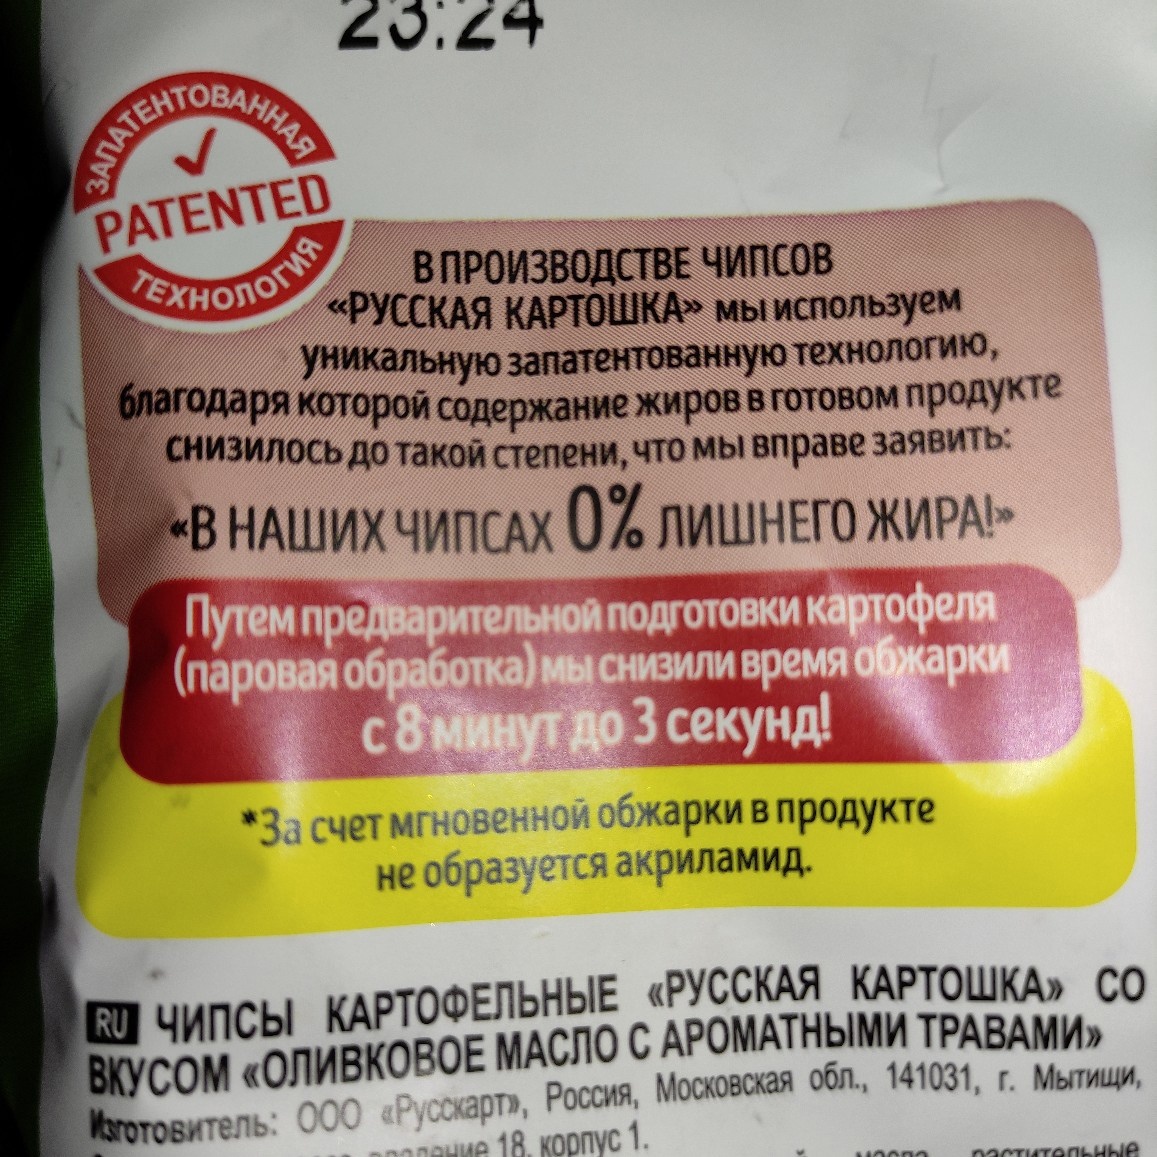 23:24
ЗАПАТЕНТОВАННАЯ
PATENTED
ТЕХНОЛОГИЯ
В ПРОИЗВОДСТВЕ ЧИПСОВ
«РУССКАЯ КАРТОШКА» мы используем
уникальную запатентованную технологию,
благодаря которой содержание жиров в готовом продукте
снизилось до такой степени, что мы вправе заявить:
«В НАШИХ ЧИПСАХ 0% ЛИШНЕГО ЖИРА!»
Путем предварительной подготовки картофеля
(паровая обработка) мы снизили время обжарки
с 8 минут до 3 секунд!
*За счет мгновенной обжарки в продукте
не образуется акриламид.
RU ЧИПСЫ КАРТОФЕЛЬНЫЕ «РУССКАЯ КАРТОШКА» СО
ВКУСОМ «ОЛИВКОВОЕ МАСЛО С АРОМАТНЫМИ ТРАВАМИ»
Изготовитель: ООО «Русскарт», Россия, Московская обл., 141031, г. Мытищи,
18, корпус 1.
растительные